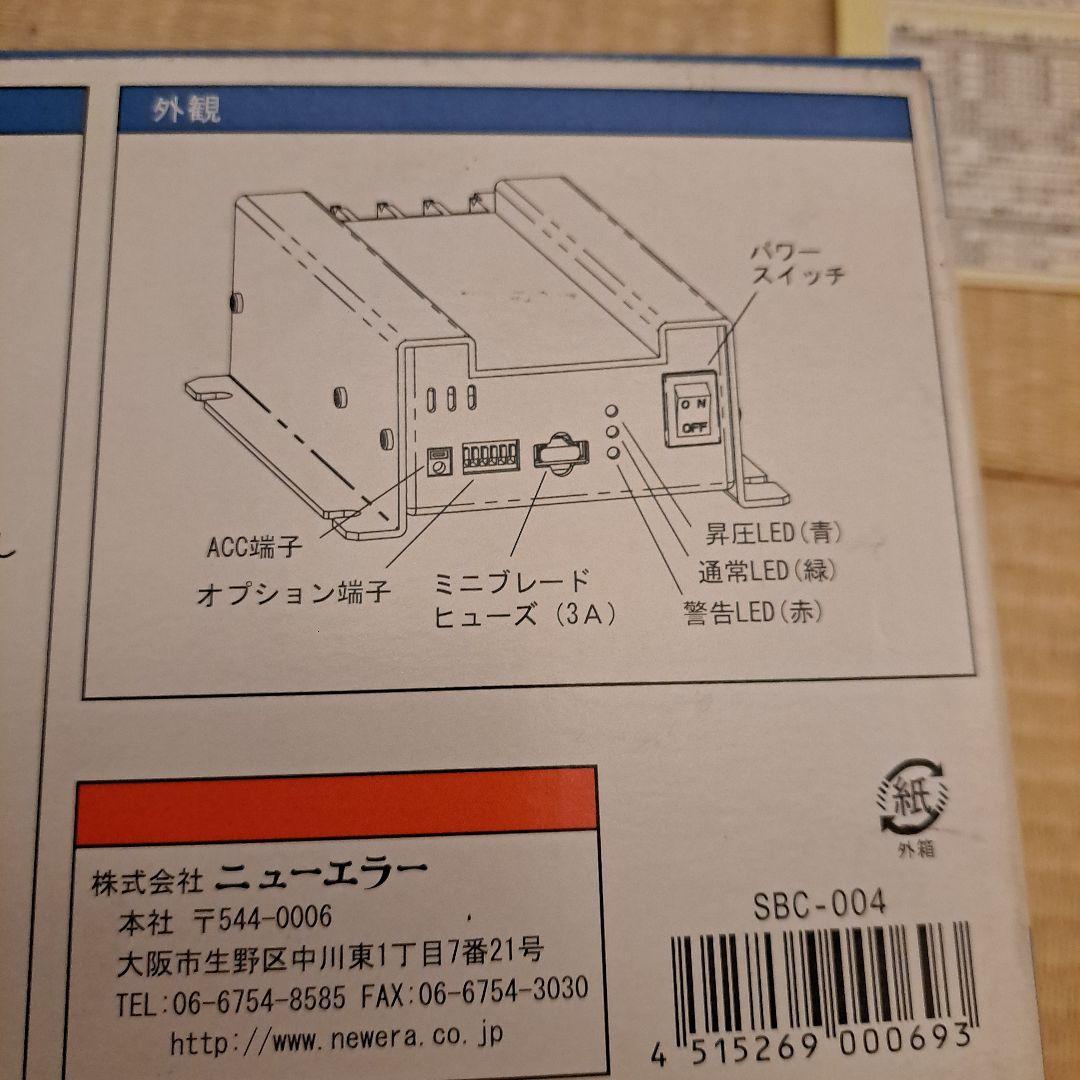 外観
パワー
スイッチ
ON
OFF
ACC端子
オプション端子
ミニブレード
ヒューズ(3A)
昇圧LED(青)
通常LED(緑)
警告LED(赤)
株式会社 ニューエラー
本社 〒544-0006
大阪市生野区中川東1丁目7番21号
TEL:06-6754-8585 FAX:06-6754-3030
http://www.newera.co.jp
紙
外箱
SBC-004
4 515269 000693